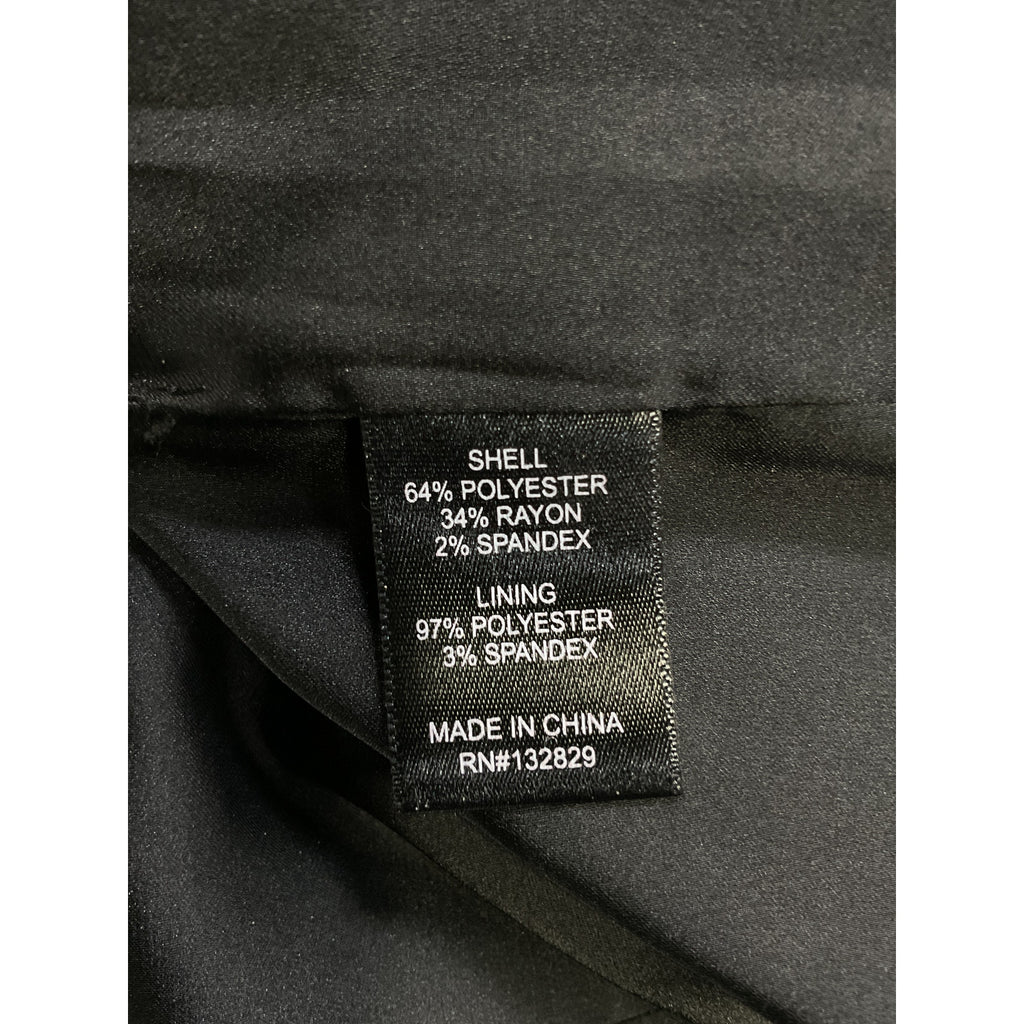 SHELL
64% POLYESTER
34% RAYON
2% SPANDEX
LINING
97% POLYESTER
3% SPANDEX
MADE IN CHINA
RN#132829